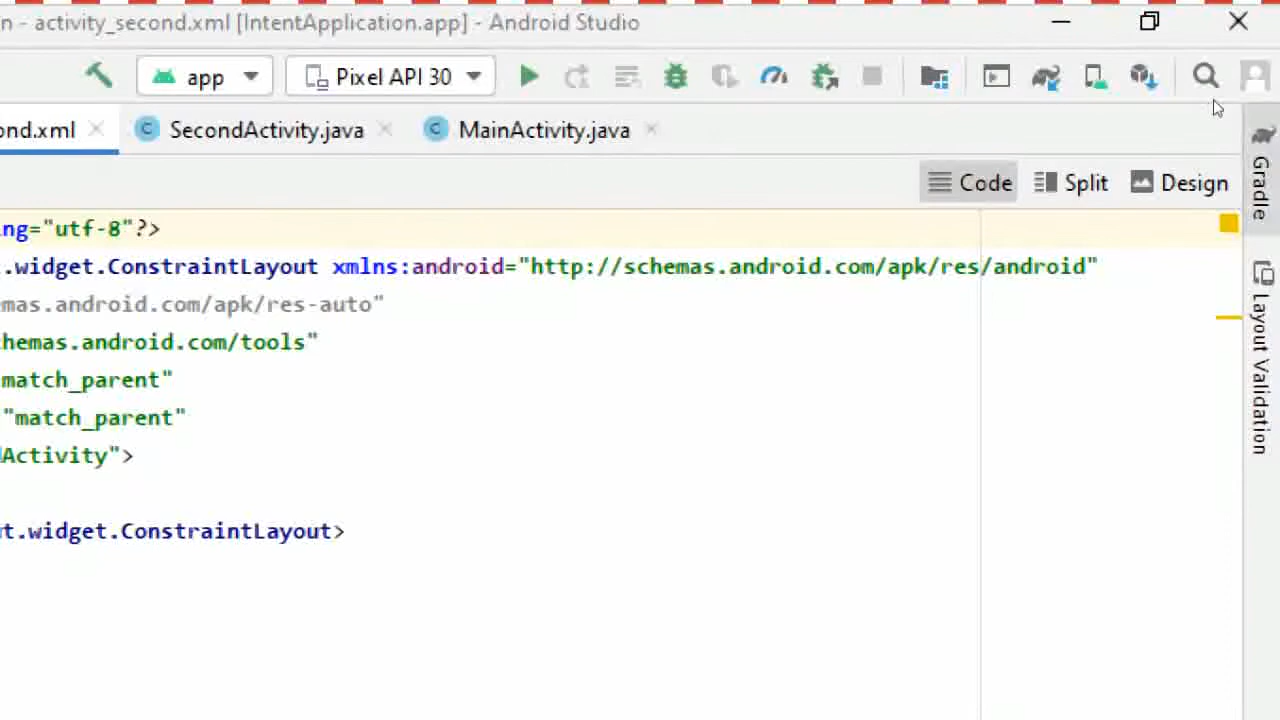 n - activity_second.xml [IntentApplication.app] - Android Studio
app
Pixel API 30
ond.xml
SecondActivity.java
MainActivity.java
Code
Split
Design
ng="utf-8"?>
.widget.ConstraintLayout xmlns:android="http://schemas.android.com/apk/res/android"
mas.android.com/apk/res-auto"
hemas.android.com/tools"
match_parent"
"match_parent"
Activity">
t.widget.ConstraintLayout>
Gradle
Layout Validation